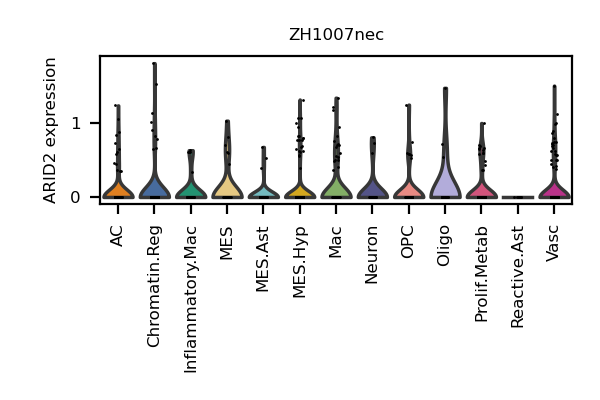 ZH1007nec
ARID2 expression
1
0
AC
Chromatin.Reg
Inflammatory.Mac
MES
MES.Ast
MES.Hyp
Mac
Neuron
OPC
Oligo
Prolif.Metab
Reactive.Ast
Vasc